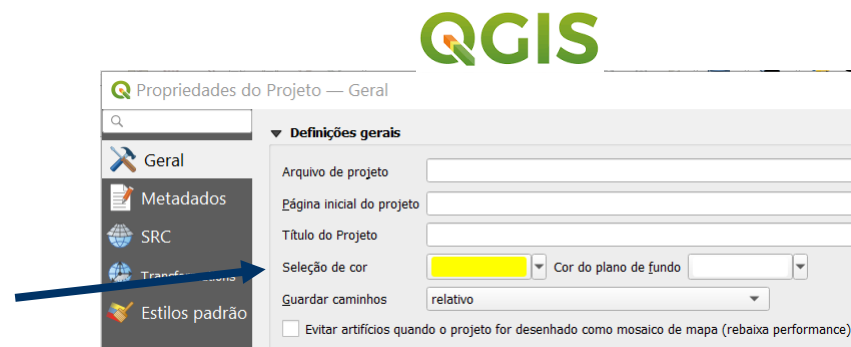 QGIS
Propriedades do Projeto — Geral
Definições gerais
Geral
Arquivo de projeto
Metadados
Página inicial do projeto
SRC
Título do Projeto
Seleção de cor
Cor do plano de fundo
Transformations
Guardar caminhos relativo
Estilos padrão
Evitar artifícios quando o projeto for desenhado como mosaico de mapa (rebaixa performance)